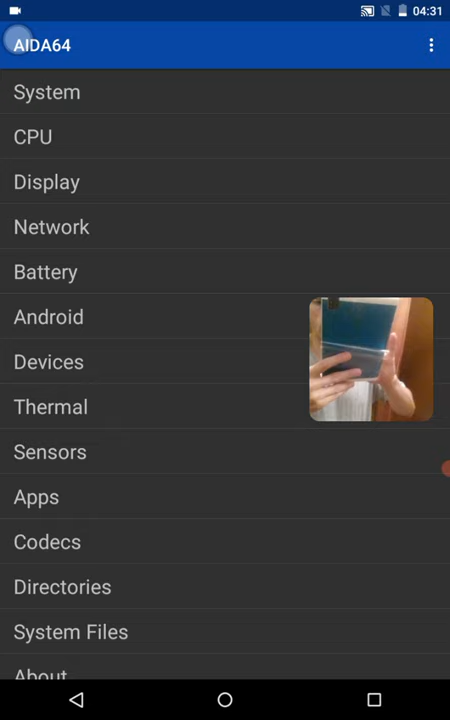 04:31
AIDA64
System
CPU
Display
Network
Battery
Android
Devices
Thermal
Sensors
Apps
Codecs
Directories
System Files
About